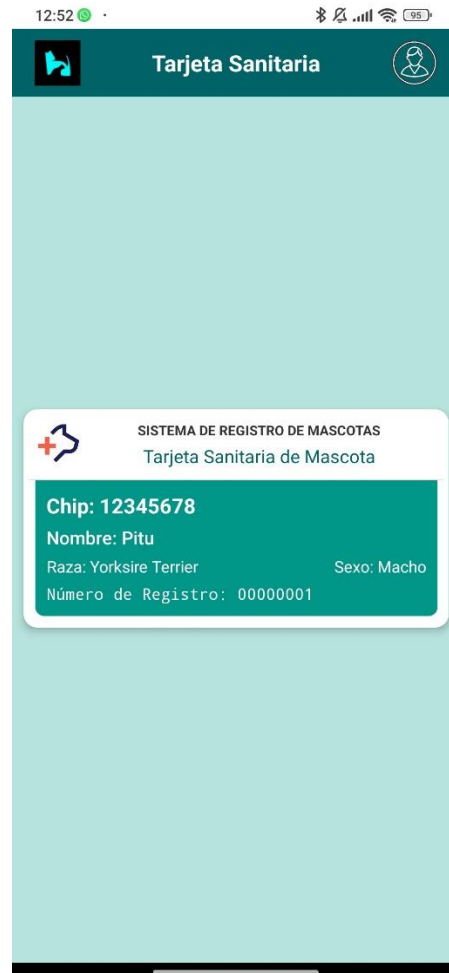 12:52
95
Tarjeta Sanitaria
SISTEMA DE REGISTRO DE MASCOTAS
Tarjeta Sanitaria de Mascota
Chip: 12345678
Nombre: Pitu
Raza: Yorksire Terrier Sexo: Macho
Número de Registro: 00000001